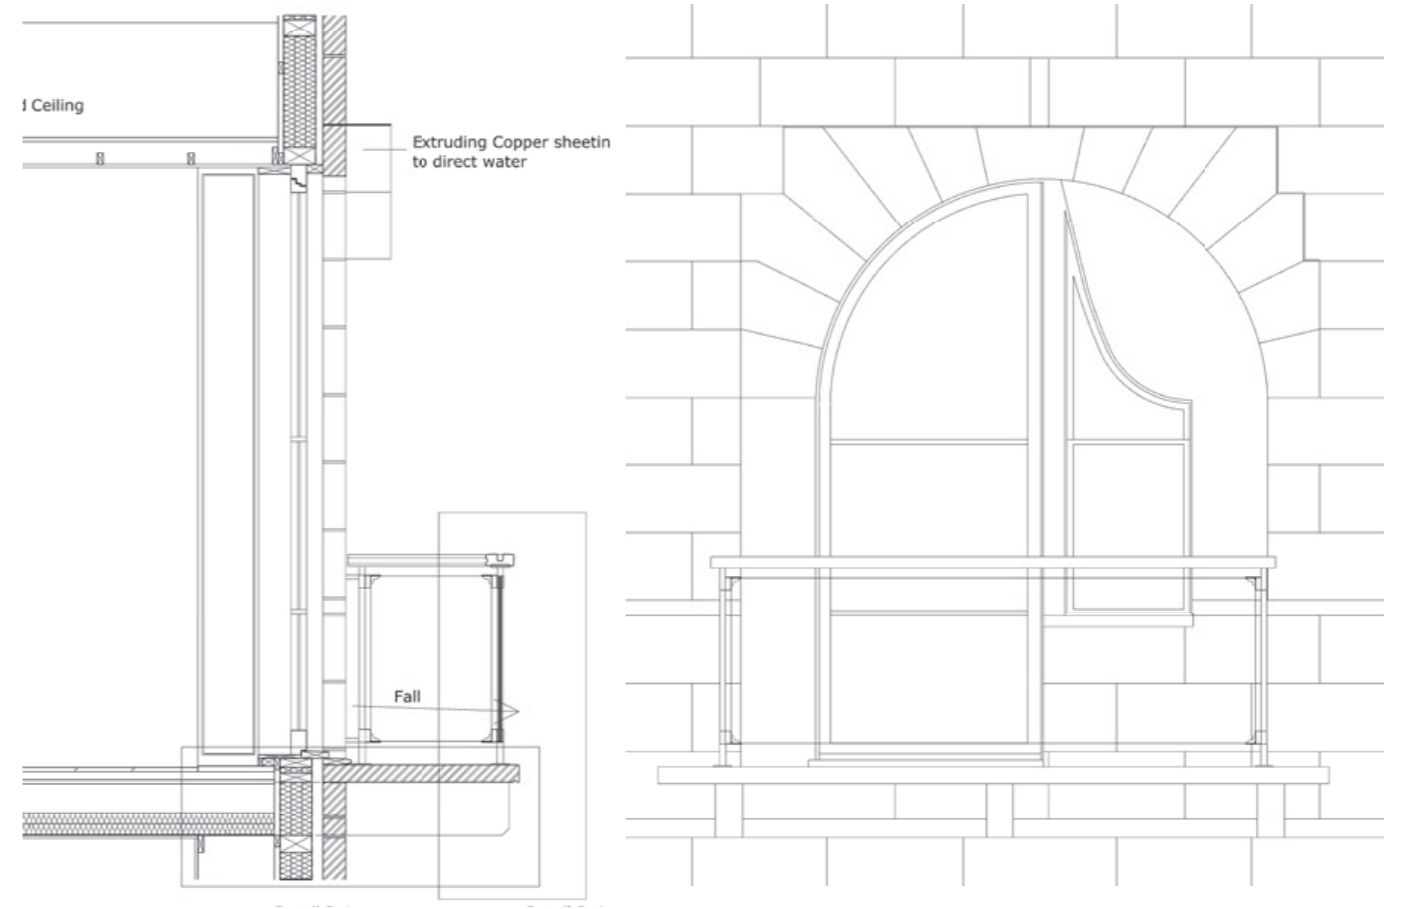 Ceiling
Extruding Copper sheetin
to direct water
Fall